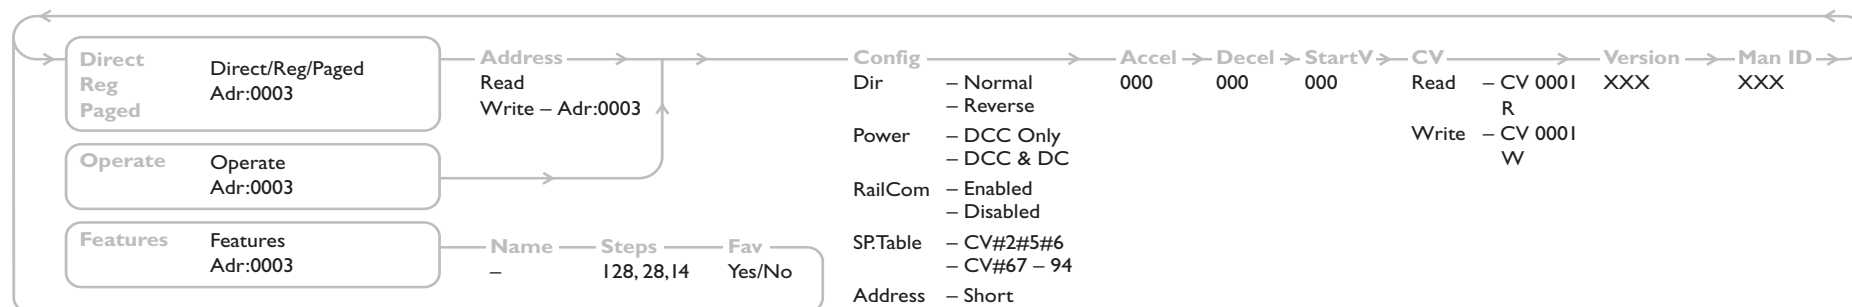 Direct
Reg
Paged
Direct/Reg/Paged
Adr:0003
Address
Read
Write – Adr:0003
Operate
Operate
Adr:0003
Features
Features
Adr:0003
Name
–
Steps
128, 28,14
Fav
Yes/No
Config
Dir – Normal
– Reverse
Power – DCC Only
– DCC & DC
RailCom – Enabled
– Disabled
SP.Table – CV#2#5#6
– CV#67 – 94
Address – Short
Accel
000
Decel
000
StartV
000
CV
Read – CV 0001
R
Write – CV 0001
W
Version
XXX
Man ID
XXX